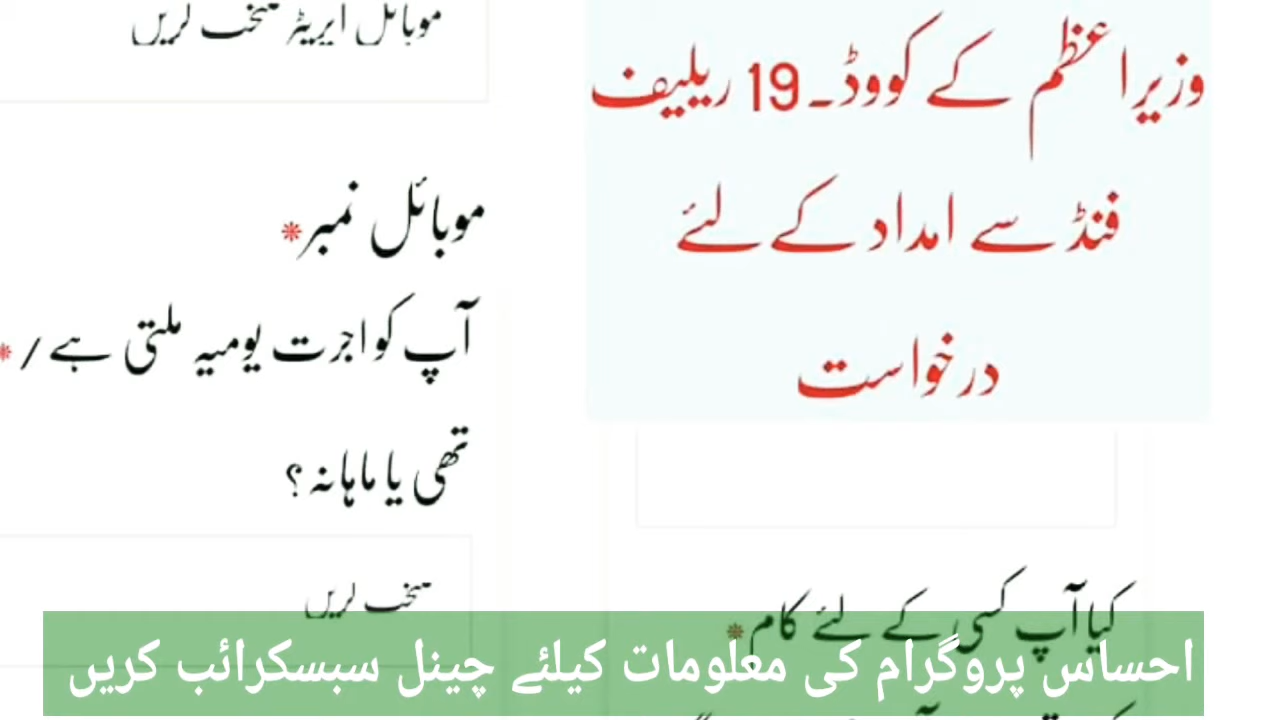 وزیراعظم کے کووڈ۔19 ریلیف
فنڈ سے امداد کے لئے
درخواست
کیا آپ کسی کے لئے کام*
موبائل آپریٹر منتخب کریں
موبائل نمبر*
آپ کو اجرت یومیہ ملتی ہے / *
تھی یا ماہانہ؟
منتخب کریں
احساس پروگرام کی معلومات کیلئے چینل سبسکرائب کریں